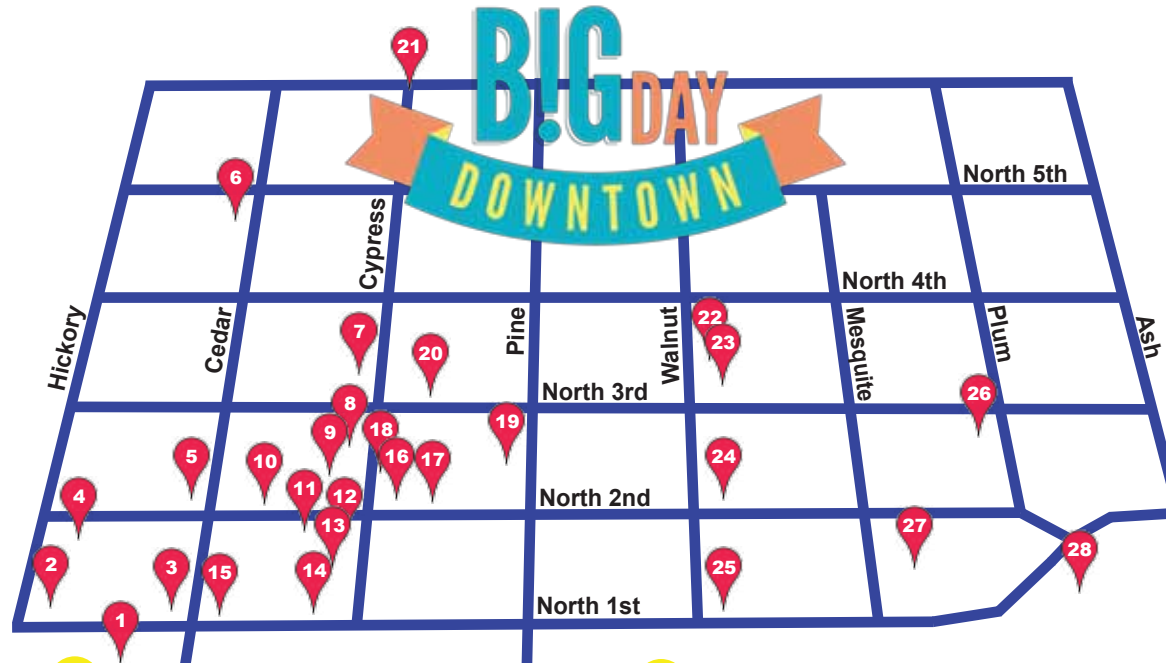 21
B!G DAY
DOWNTOWN
6
North 5th
Cypress
North 4th
Hickory
Cedar
7
20
Pine
Walnut
22
23
Mesquite
Plum
Ash
North 3rd
8
9
18
19
26
5
10
16
17
24
4
11
12
North 2nd
13
27
2
3
15
14
25
28
1
North 1st